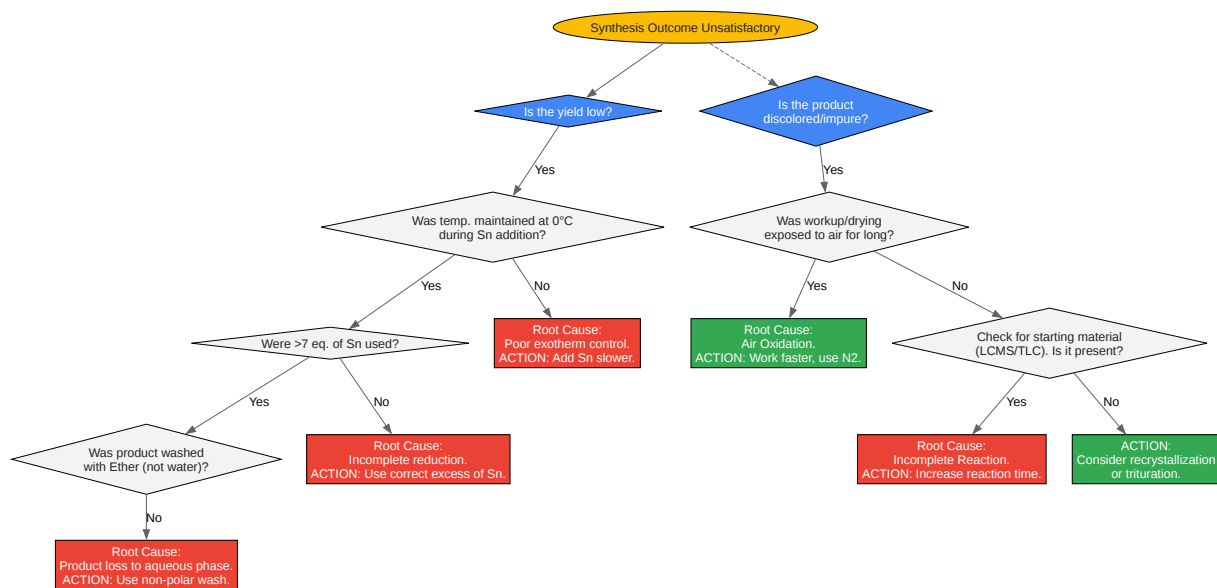 Synthesis Outcome Unsatisfactory
Is the yield low?
Is the product
discolored/impure?
Yes
Yes
Was temp. maintained at 0°C
during Sn addition?
Was workup/drying
exposed to air for long?
Yes
No
Yes
No
Were >7 eq. of Sn used?
Root Cause:
Poor exotherm control.
ACTION: Add Sn slower.
Root Cause:
Air Oxidation.
ACTION: Work faster, use N2.
Check for starting material
(LCMS/TLC). Is it present?
Yes
No
Yes
No
Was product washed
with Ether (not water)?
Root Cause:
Incomplete reduction.
ACTION: Use correct excess of Sn.
Root Cause:
Incomplete Reaction.
ACTION: Increase reaction time.
ACTION:
Consider recrystallization
or trituration.
No
Root Cause:
Product loss to aqueous phase.
ACTION: Use non-polar wash.